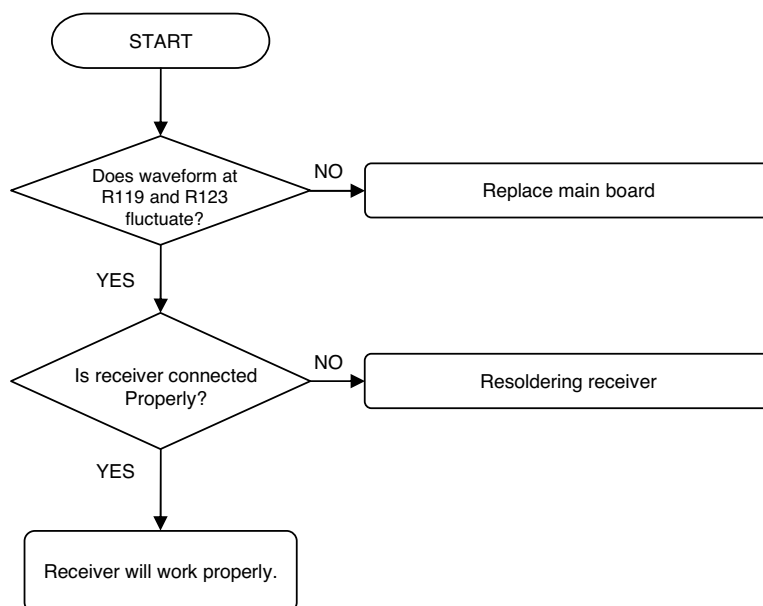 START
Does waveform at
R119 and R123
fluctuate?
NO
Replace main board
YES
Is receiver connected
Properly?
NO
Resoldering receiver
YES
Receiver will work properly.